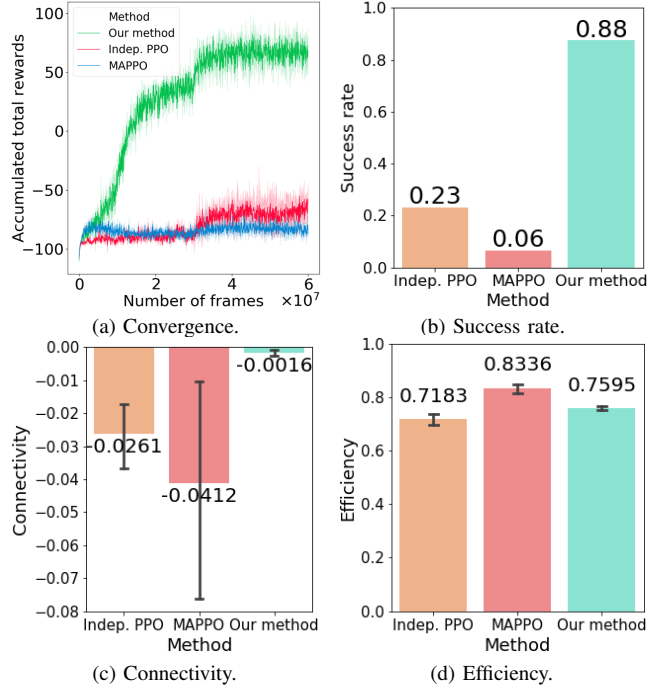 100
50
0
−50
−100
Accumulated total rewards
Method
Our method
Indep. PPO
MAPPO
0 2 4 6
Number of frames ×10⁷
(a) Convergence.
1.0
0.8
0.6
0.4
0.2
0.0
Success rate
0.23
0.06
0.88
Indep. PPO MAPPO Our method
Method
(b) Success rate.
0.00
−0.01
−0.02
−0.03
−0.04
−0.05
−0.06
−0.07
−0.08
Connectivity
-0.0261
-0.0412
-0.0016
Indep. PPO MAPPO Our method
Method
(c) Connectivity.
1.0
0.8
0.6
0.4
0.2
0.0
Efficiency
0.7183
0.8336
0.7595
Indep. PPO MAPPO Our method
Method
(d) Efficiency.